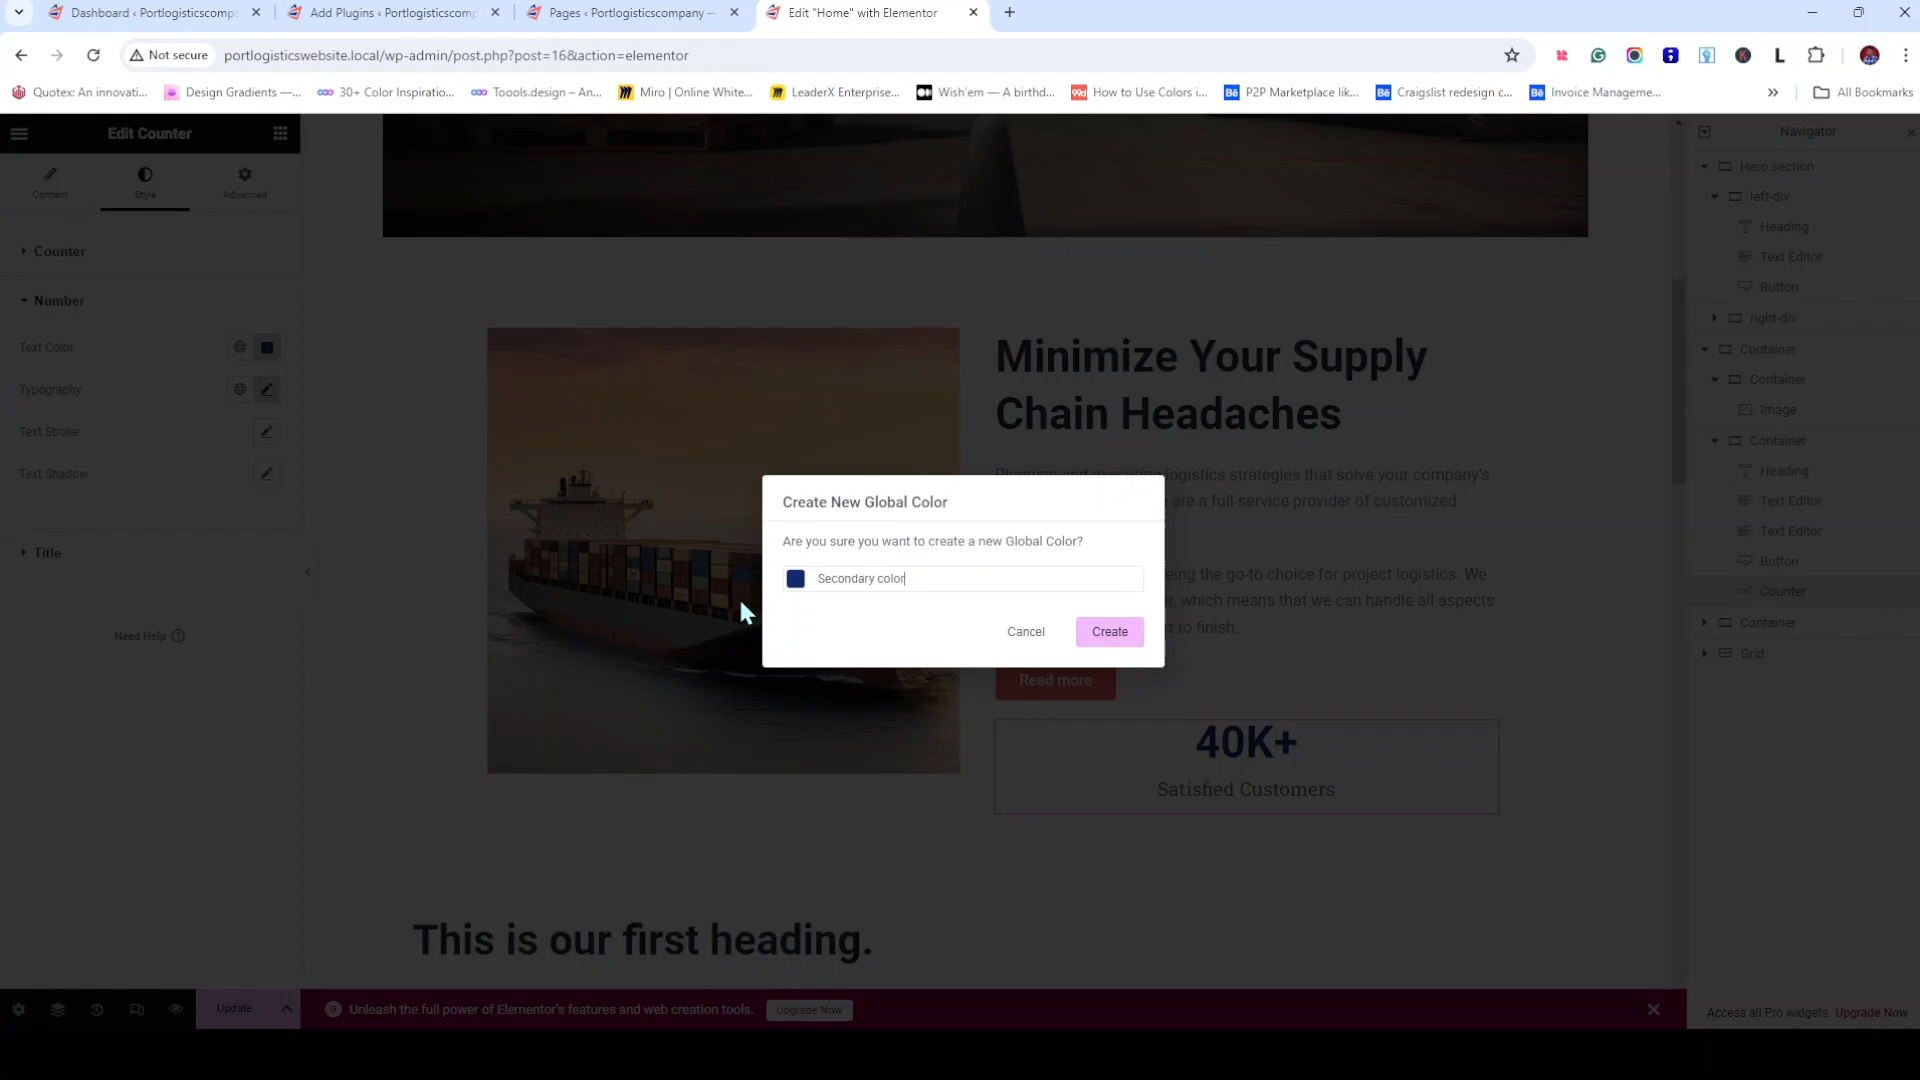 Dashboard ‹ Portlogisticscompa
Add Plugins ‹ Portlogisticscomp
Pages ‹ Portlogisticscompany —
Edit "Home" with Elementor
Not secure
portlogisticswebsite.local/wp-admin/post.php?post=16&action=elementor
Quotex: An innovati...
Design Gradients —...
30+ Color Inspiratio...
Toools.design – An...
Miro | Online White...
LeaderX Enterprise...
Wish'em — A birthd...
How to Use Colors i...
P2P Marketplace lik...
Craigslist redesign c...
Invoice Manageme...
All Bookmarks
Edit Counter
Content
Style
Advanced
Counter
Number
Text Color
Typography
Text Stroke
Text Shadow
Title
Need Help
Minimize Your Supply
Chain Headaches
logistics strategies that solve your company's
are a full-service provider of customized
eing the go-to choice for project logistics. We
r, which means that we can handle all aspects
rt to finish.
Read more
40K+
Satisfied Customers
This is our first heading.
Create New Global Color
Are you sure you want to create a new Global Color?
Secondary color
Cancel
Create
Navigator
Hero section
left-div
Heading
Text Editor
Button
right-div
Container
Container
Image
Container
Heading
Text Editor
Text Editor
Button
Counter
Container
Grid
Update
Unleash the full power of Elementor's features and web creation tools.
Upgrade Now
Access all Pro widgets. Upgrade Now